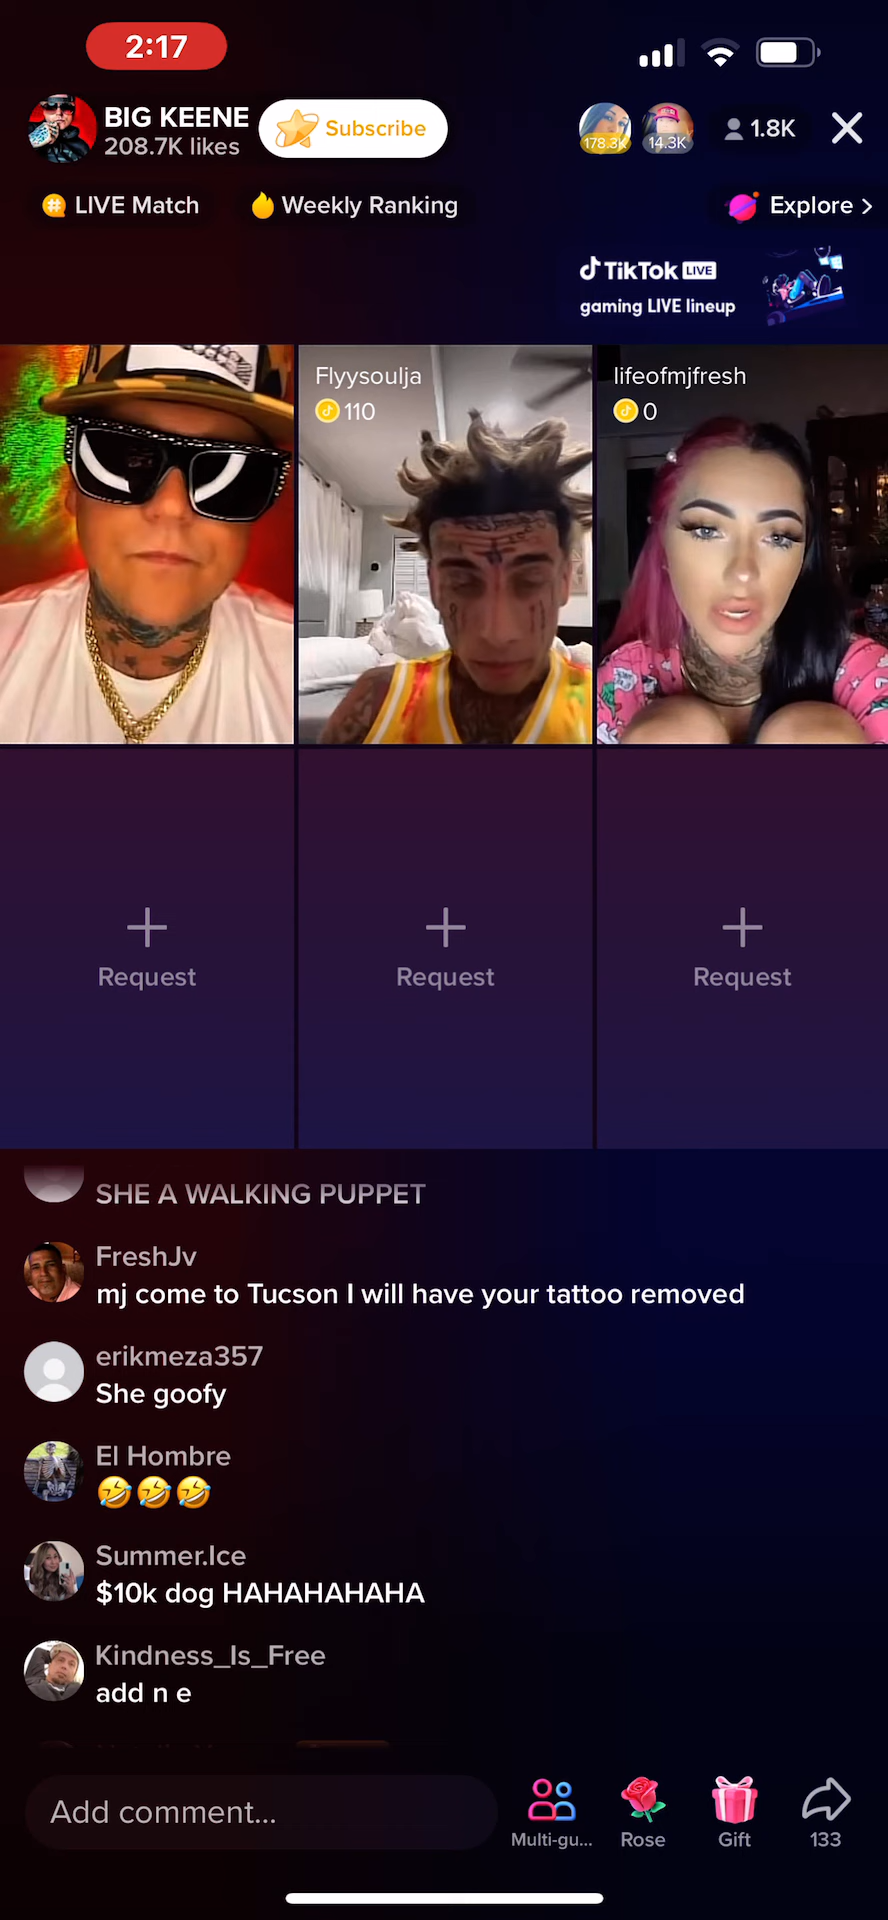 2:17
BIG KEENE
208.7K likes
Subscribe
178.3K
14.3K
1.8K
LIVE Match
Weekly Ranking
Explore >
TikTok LIVE
gaming LIVE lineup
Flyysoulja
110
lifeofmjfresh
0
+
Request
+
Request
+
Request
SHE A WALKING PUPPET
FreshJv
mj come to Tucson I will have your tattoo removed
erikmeza357
She goofy
El Hombre
🤣🤣🤣
Summer.Ice
$10k dog HAHAHAHAHA
Kindness_Is_Free
add n e
Add comment...
Multi-gu...
Rose
Gift
133